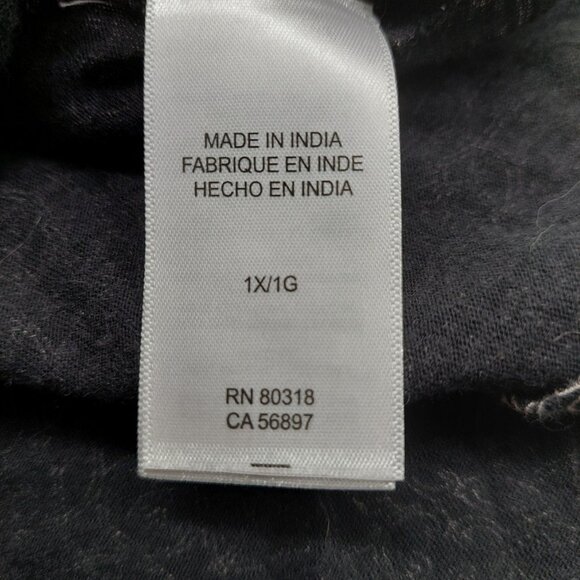 MADE IN INDIA
FABRIQUE EN INDE
HECHO EN INDIA
1X/1G
RN 80318
CA 56897